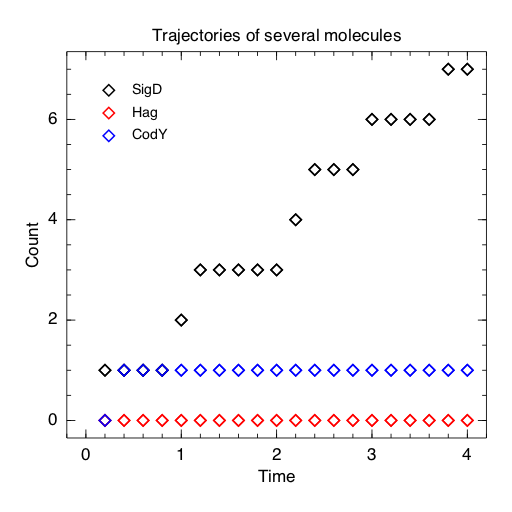 Trajectories of several molecules
SigD
Hag
CodY
6
4
2
0
Count
0 1 2 3 4
Time